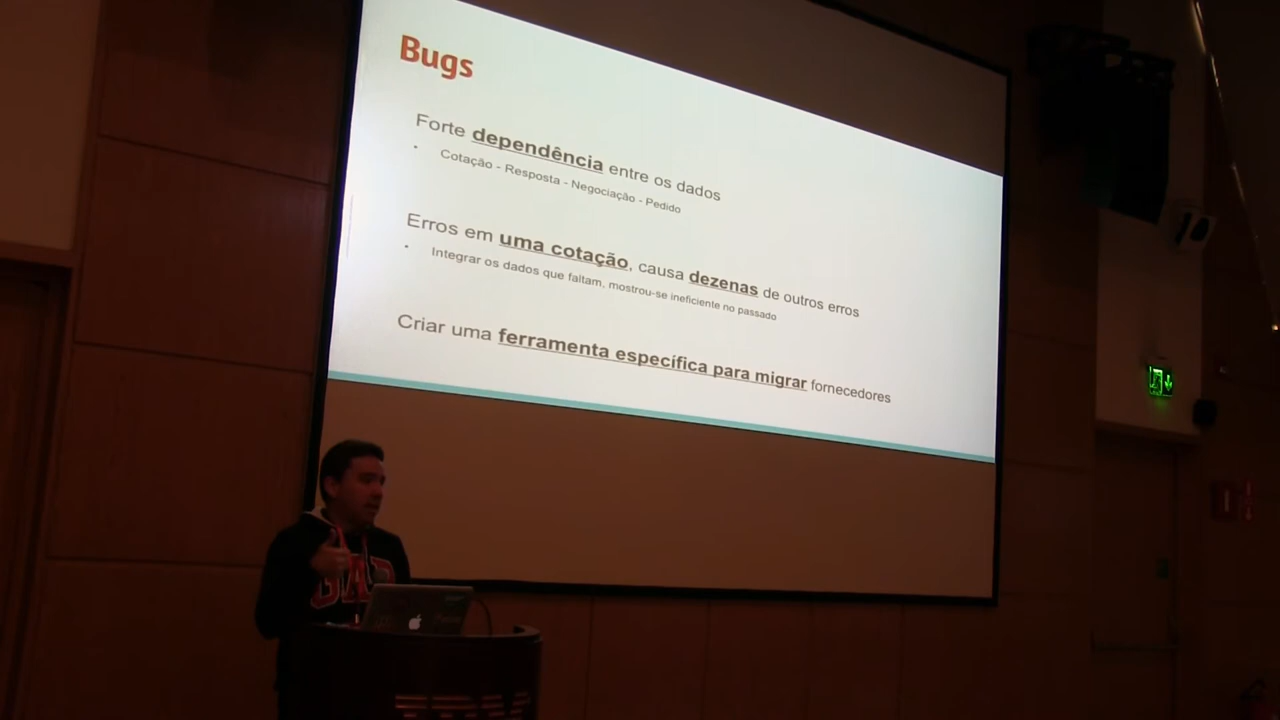 Bugs
Forte dependência entre os dados
• Cotação - Resposta - Negociação - Pedido
Erros em uma cotação, causa dezenas de outros erros
• Integrar os dados que faltam, mostrou-se ineficiente no passado
Criar uma ferramenta específica para migrar fornecedores
GAP